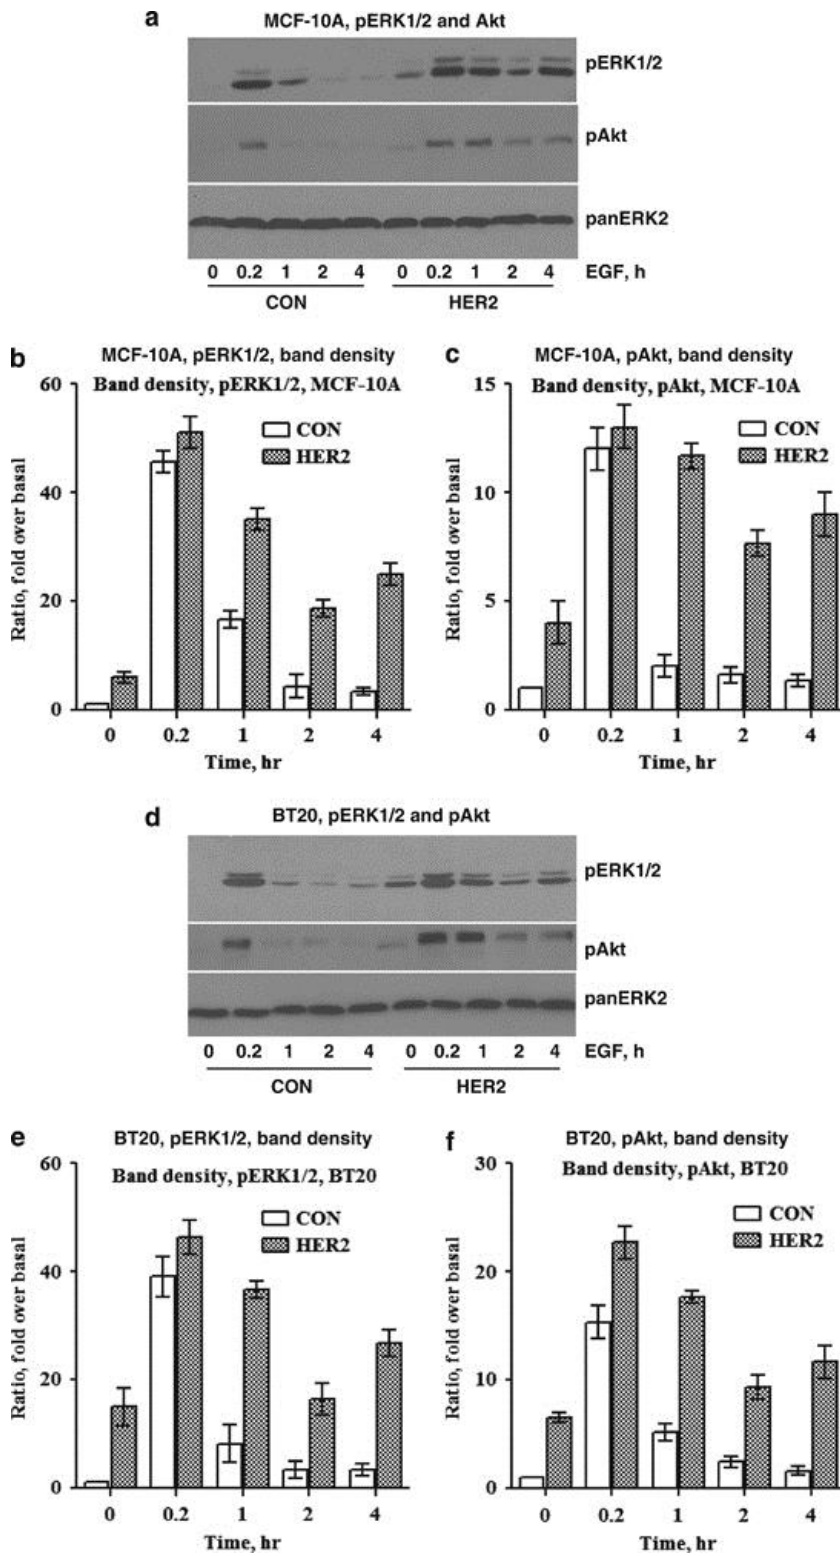 a
MCF-10A, pERK1/2 and Akt
pERK1/2
pAkt
panERK2
0 0.2 1 2 4 0 0.2 1 2 4 EGF, h
CON HER2
b
MCF-10A, pERK1/2, band density
Band density, pERK1/2, MCF-10A
CON
HER2
Ratio, fold over basal
60
40
20
0
0 0.2 1 2 4
Time, hr
c
MCF-10A, pAkt, band density
Band density, pAkt, MCF-10A
CON
HER2
Ratio, fold over basal
15
10
5
0
0 0.2 1 2 4
Time, hr
d
BT20, pERK1/2 and pAkt
pERK1/2
pAkt
panERK2
0 0.2 1 2 4 0 0.2 1 2 4 EGF, h
CON HER2
e
BT20, pERK1/2, band density
Band density, pERK1/2, BT20
CON
HER2
Ratio, fold over basal
60
40
20
0
0 0.2 1 2 4
Time, hr
f
BT20, pAkt, band density
Band density, pAkt, BT20
CON
HER2
Ratio, fold over basal
30
20
10
0
0 0.2 1 2 4
Time, hr